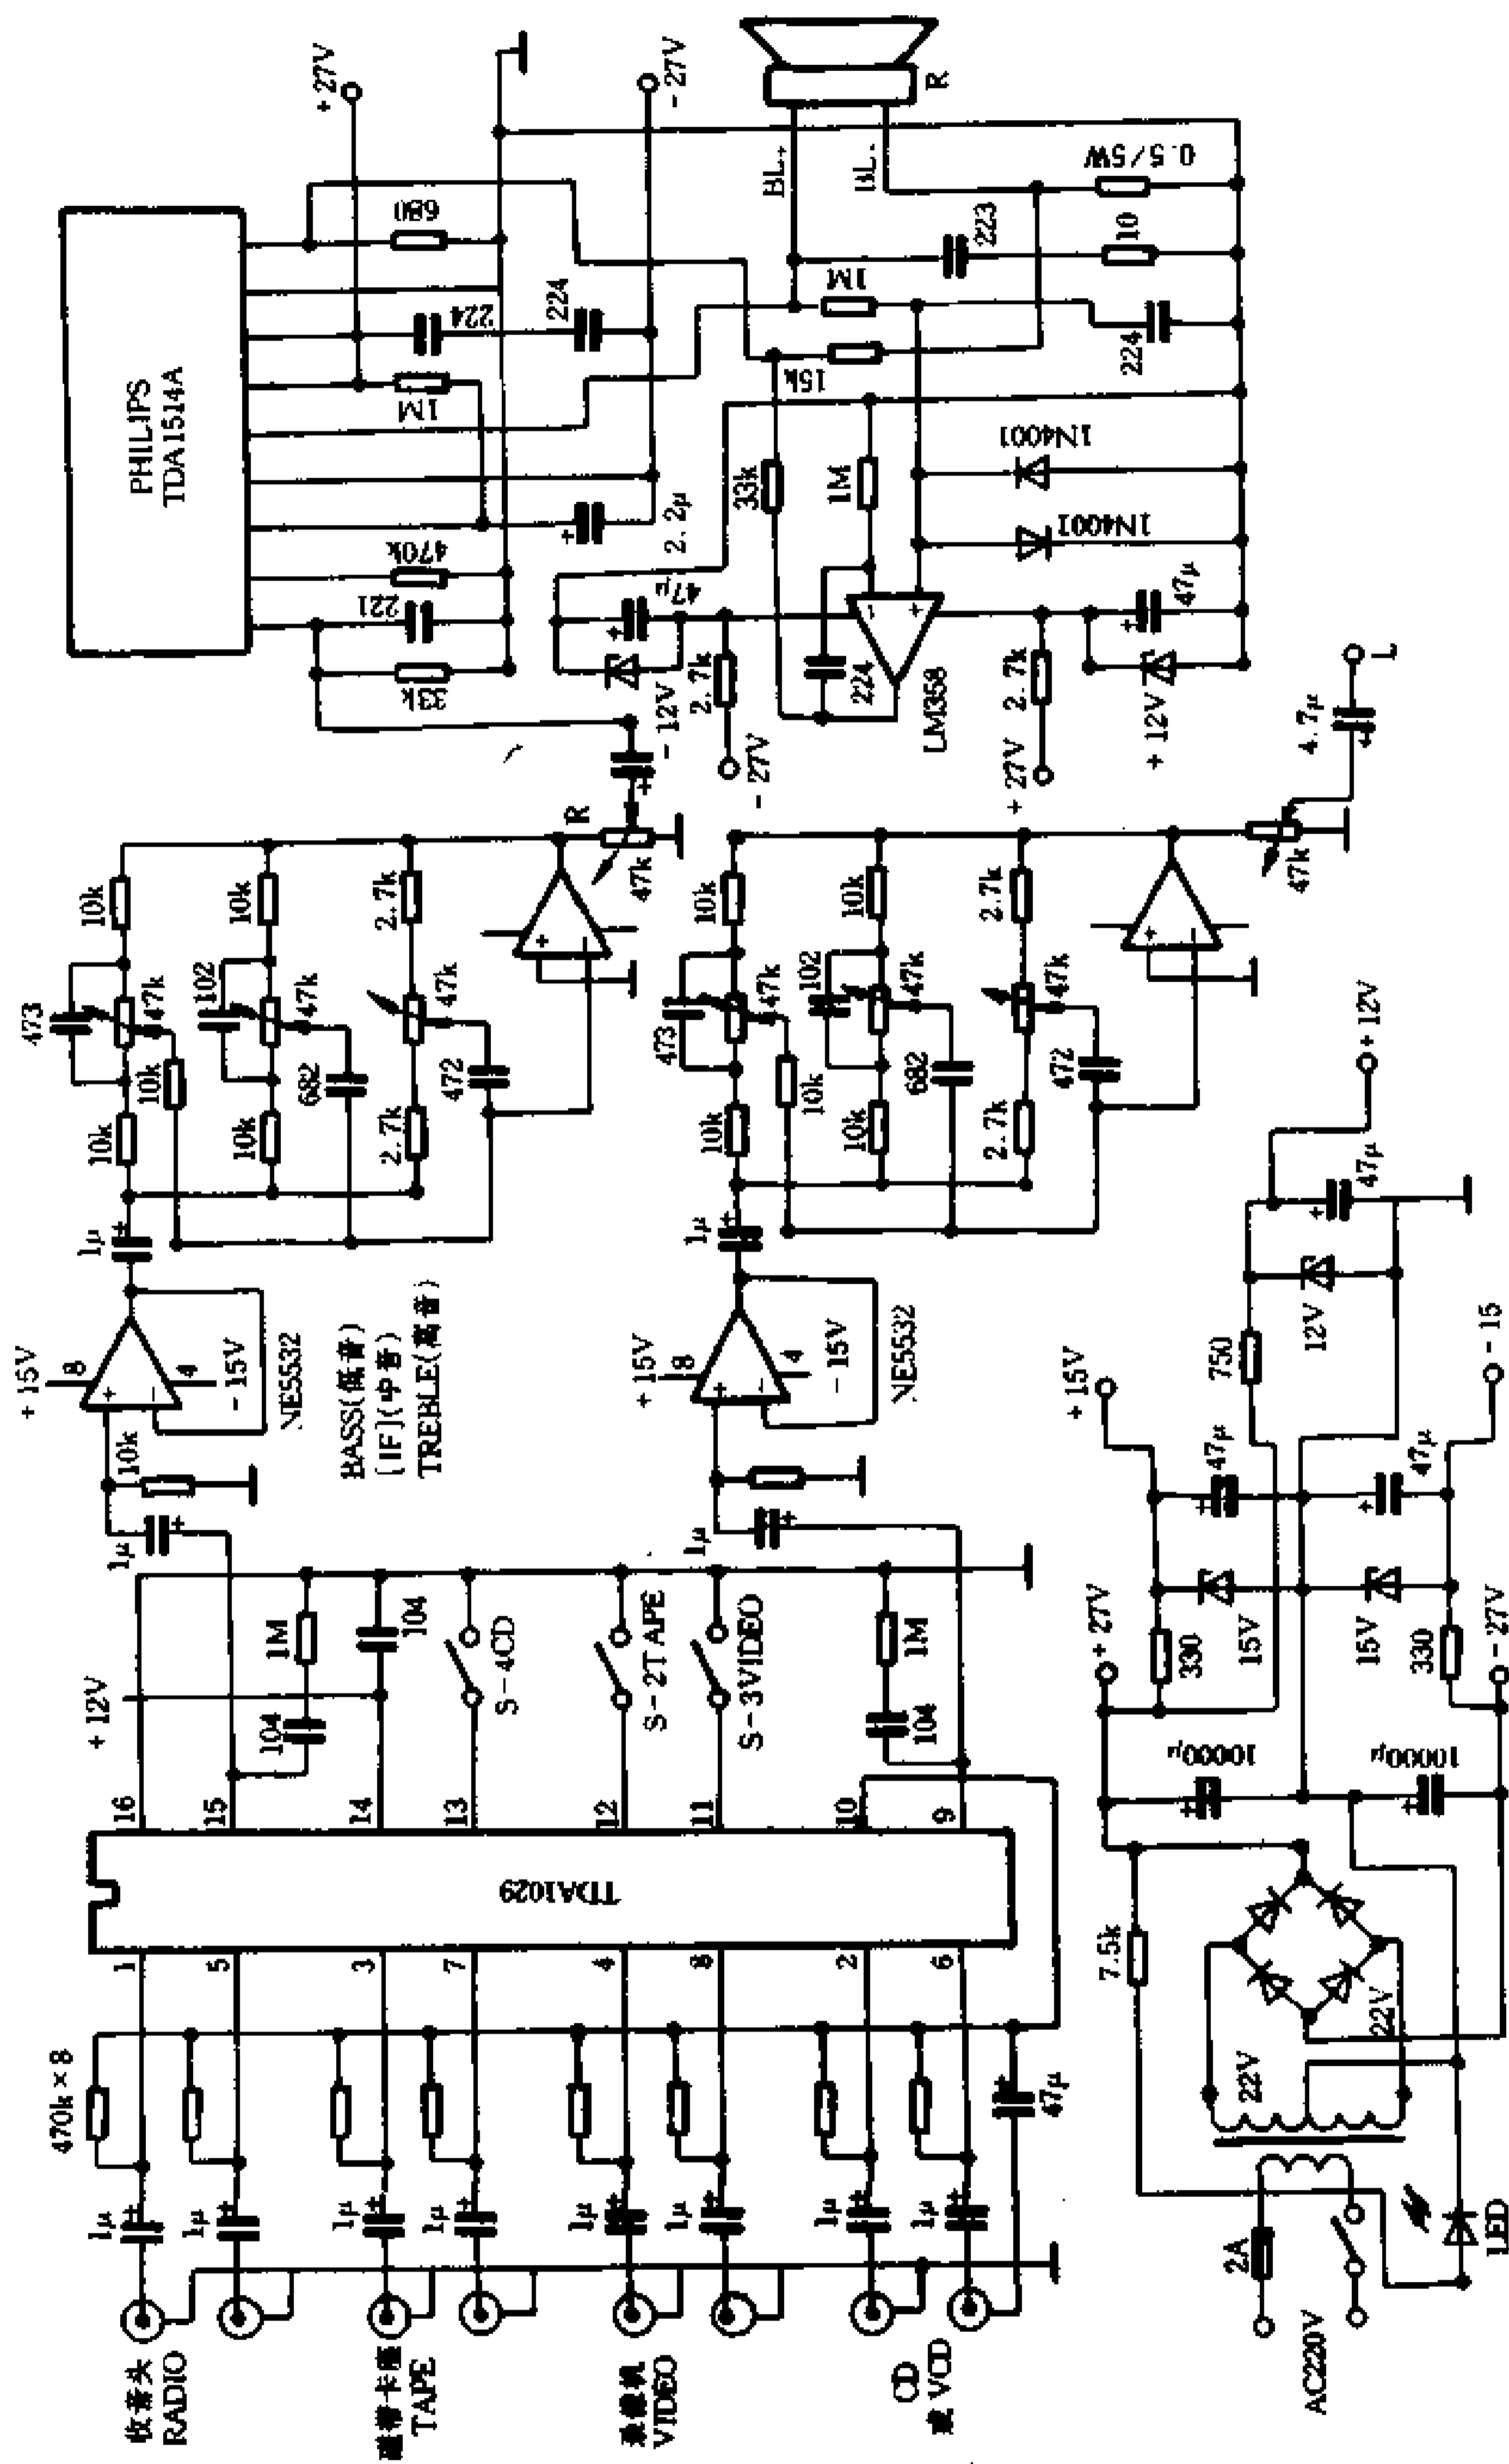 收音头
RADIO
磁带卡座
TAPE
录像机
VIDEO
CD
或 VCD
470k×8
1μ
1μ
1μ
1μ
1μ
1μ
1μ
1μ
47μ
1
5
3
7
4
8
2
6
TDA1029
16
15
14
13
12
11
10
9
+12V
104
1M
104
S-4CD
S-2TAPE
S-3VIDEO
104
1M
1μ
10k
+15V
8
4
-15V
NE5532
1μ
BASS(低音)
[IF](中音)
TREBLE(高音)
1μ
+15V
8
4
-15V
NE5532
1μ
10k
473
47k
10k
10k
10k
102
47k
682
10k
2.7k
47k
472
2.7k
R
47k
10k
473
47k
10k
10k
10k
102
47k
682
10k
2.7k
47k
472
2.7k
47k
4.7μ
L
PHILIPS
TDA1514A
33k
221
470k
2.2μ
1M
224
224
680
+27V
-27V
-12V
47μ
2.7k
-27V
224
LM358
33k
1M
15k
1M
+27V
2.7k
+12V
47μ
1N4001
1N4001
224
223
10
0.5/5W
BL+
BL-
R
AC220V
2A
LED
22V
22V
7.5k
10000μ
10000μ
+27V
-27V
330
330
15V
15V
47μ
47μ
+15V
-15
750
12V
47μ
+12V